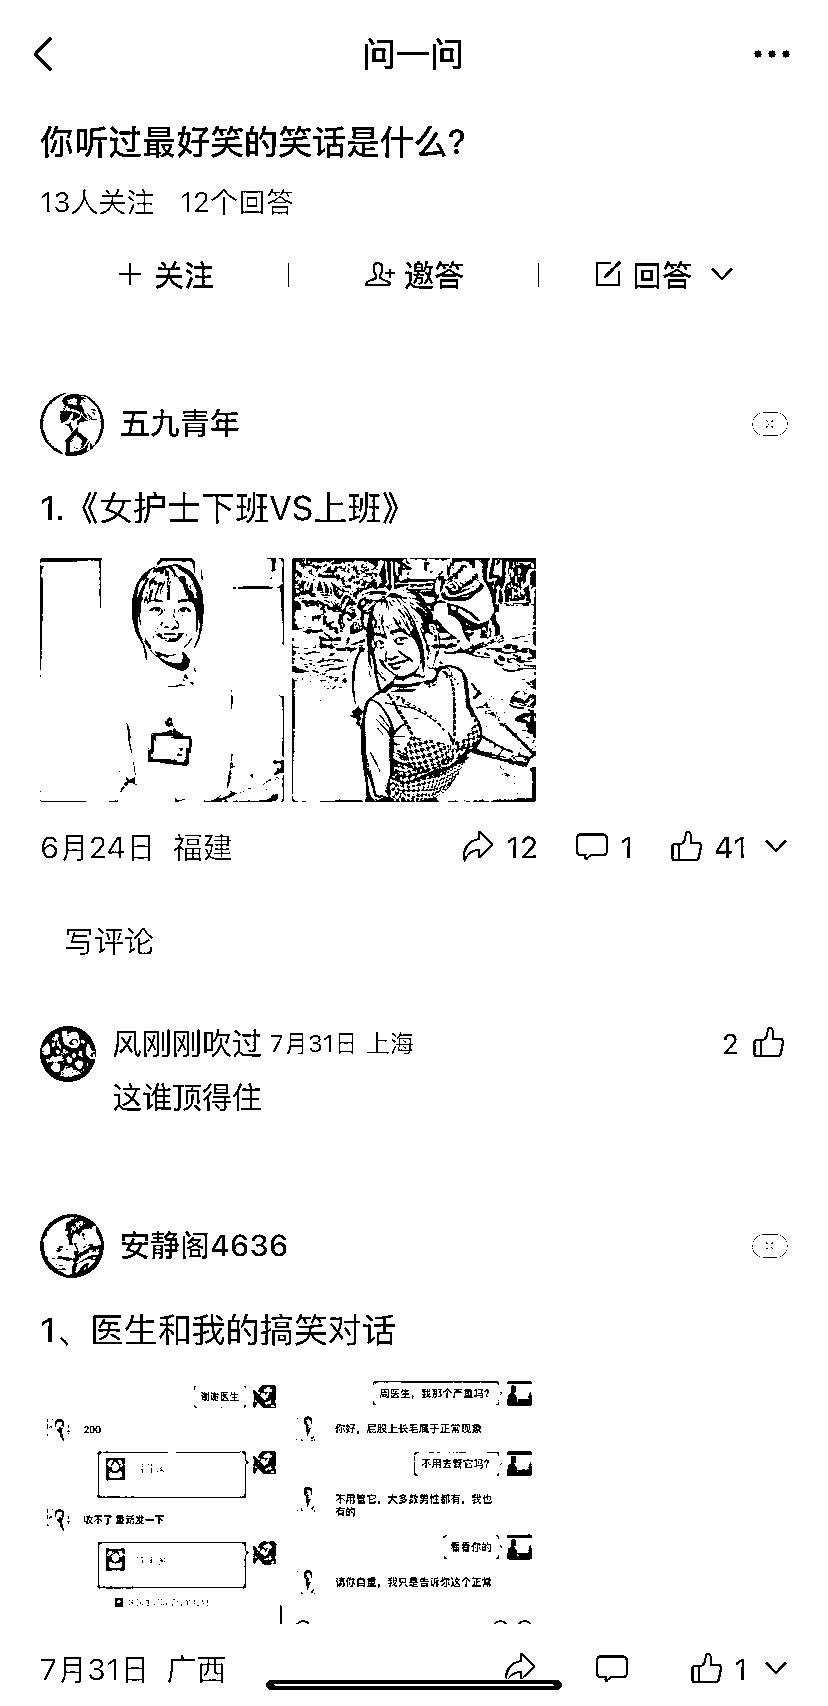 问一问
你听过最好笑的笑话是什么?
13人关注 12个回答
关注
邀答
回答
五九青年
1.《女护士下班VS上班》
6月24日 福建
12 1 41
写评论
风刚刚吹过 7月31日 上海 2
这谁顶得住
安静阁4636
1、医生和我的搞笑对话
谢谢医生
200
收不了 重新发一下
周医生，我那个严重吗?
你好，屁股上长毛属于正常现象
不用去管它吗?
不用管它，大多数男性都有，我也
有的
看看你的
请你自重，我只是告诉你这个正常
7月31日 广西 1